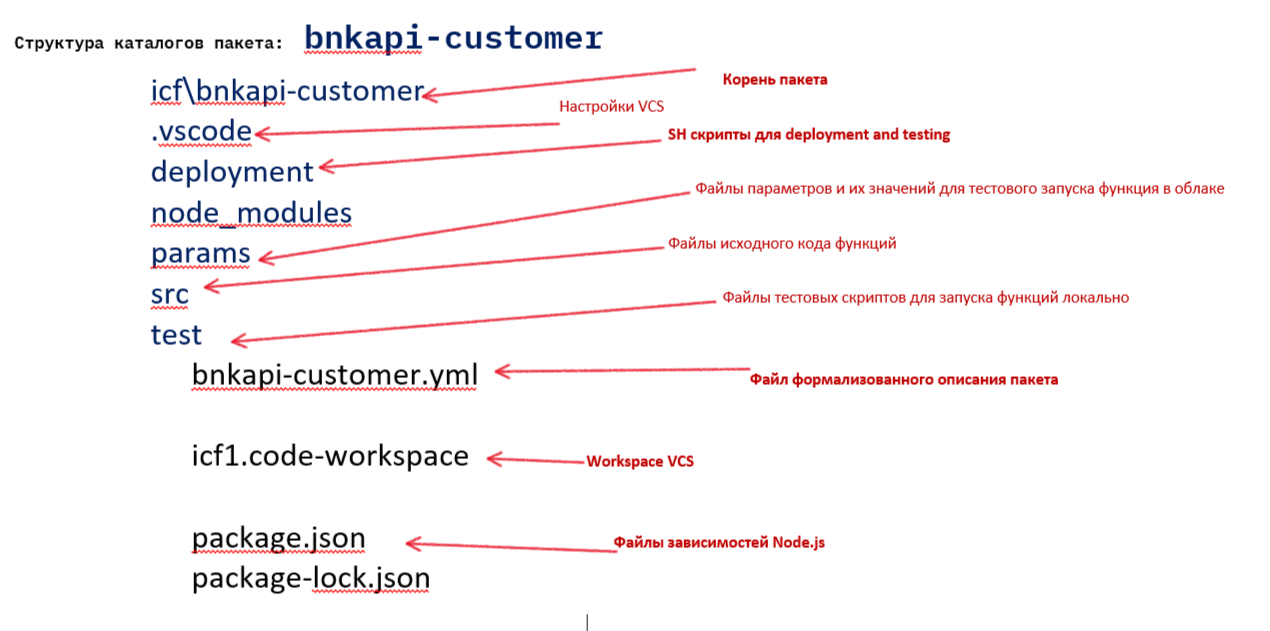 Структура каталогов пакета: bnkapi-customer
icf\bnkapi-customer
Корень пакета
Настройки VCS
.vscode
SH скрипты для deployment and testing
deployment
Файлы параметров и их значений для тестового запуска функция в облаке
node_modules
params
Файлы исходного кода функций
src
Файлы тестовых скриптов для запуска функций локально
test
bnkapi-customer.yml
Файл формализованного описания пакета
icf1.code-workspace
Workspace VCS
package.json
Файлы зависимостей Node.js
package-lock.json